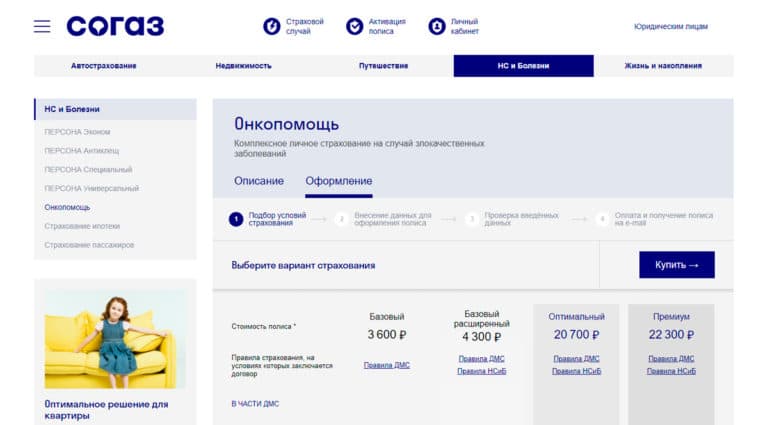 согаз
Страховой
случай
Активация
полиса
Личный
кабинет
Юридическим лицам
Автострахование
Недвижимость
Путешествие
НС и Болезни
Жизнь и накопления
НС и Болезни
ПЕРСОНА Эконом
ПЕРСОНА Антиклещ
ПЕРСОНА Специальный
ПЕРСОНА Универсальный
Онкопомощь
Страхование ипотеки
Страхование пассажиров
Оптимальное решение для
квартиры
Онкопомощь
Комплексное личное страхование на случай злокачественных
заболеваний
Описание
Оформление
1 Подбор условий
страхования
2 Внесение данных для
оформления полиса
3 Проверка введённых
данных
4 Оплата и получение полиса
на e-mail
Выберите вариант страхования
Купить →
Стоимость полиса *
Базовый
3 600 ₽
Базовый
расширенный
4 300 ₽
Оптимальный
20 700 ₽
Премиум
22 300 ₽
Правила страхования, на
условиях которых заключается
договор
Правила ДМС
Правила ДМС
Правила НСиБ
Правила ДМС
Правила НСиБ
Правила ДМС
Правила НСиБ
В ЧАСТИ ДМС